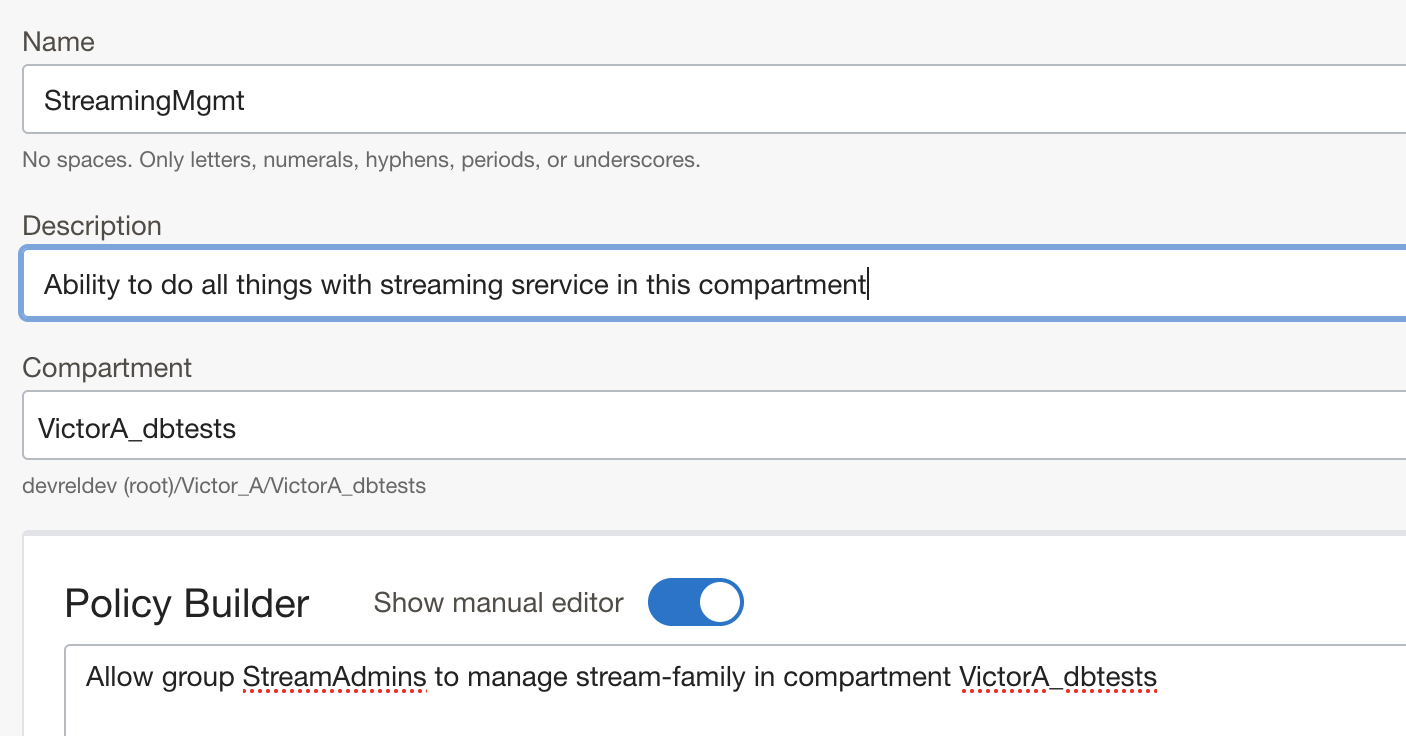 Name
StreamingMgmt
No spaces. Only letters, numerals, hyphens, periods, or underscores.
Description
Ability to do all things with streaming srervice in this compartment
Compartment
VictorA_dbtests
devreldev (root)/Victor_A/VictorA_dbtests
Policy Builder Show manual editor
Allow group StreamAdmins to manage stream-family in compartment VictorA_dbtests